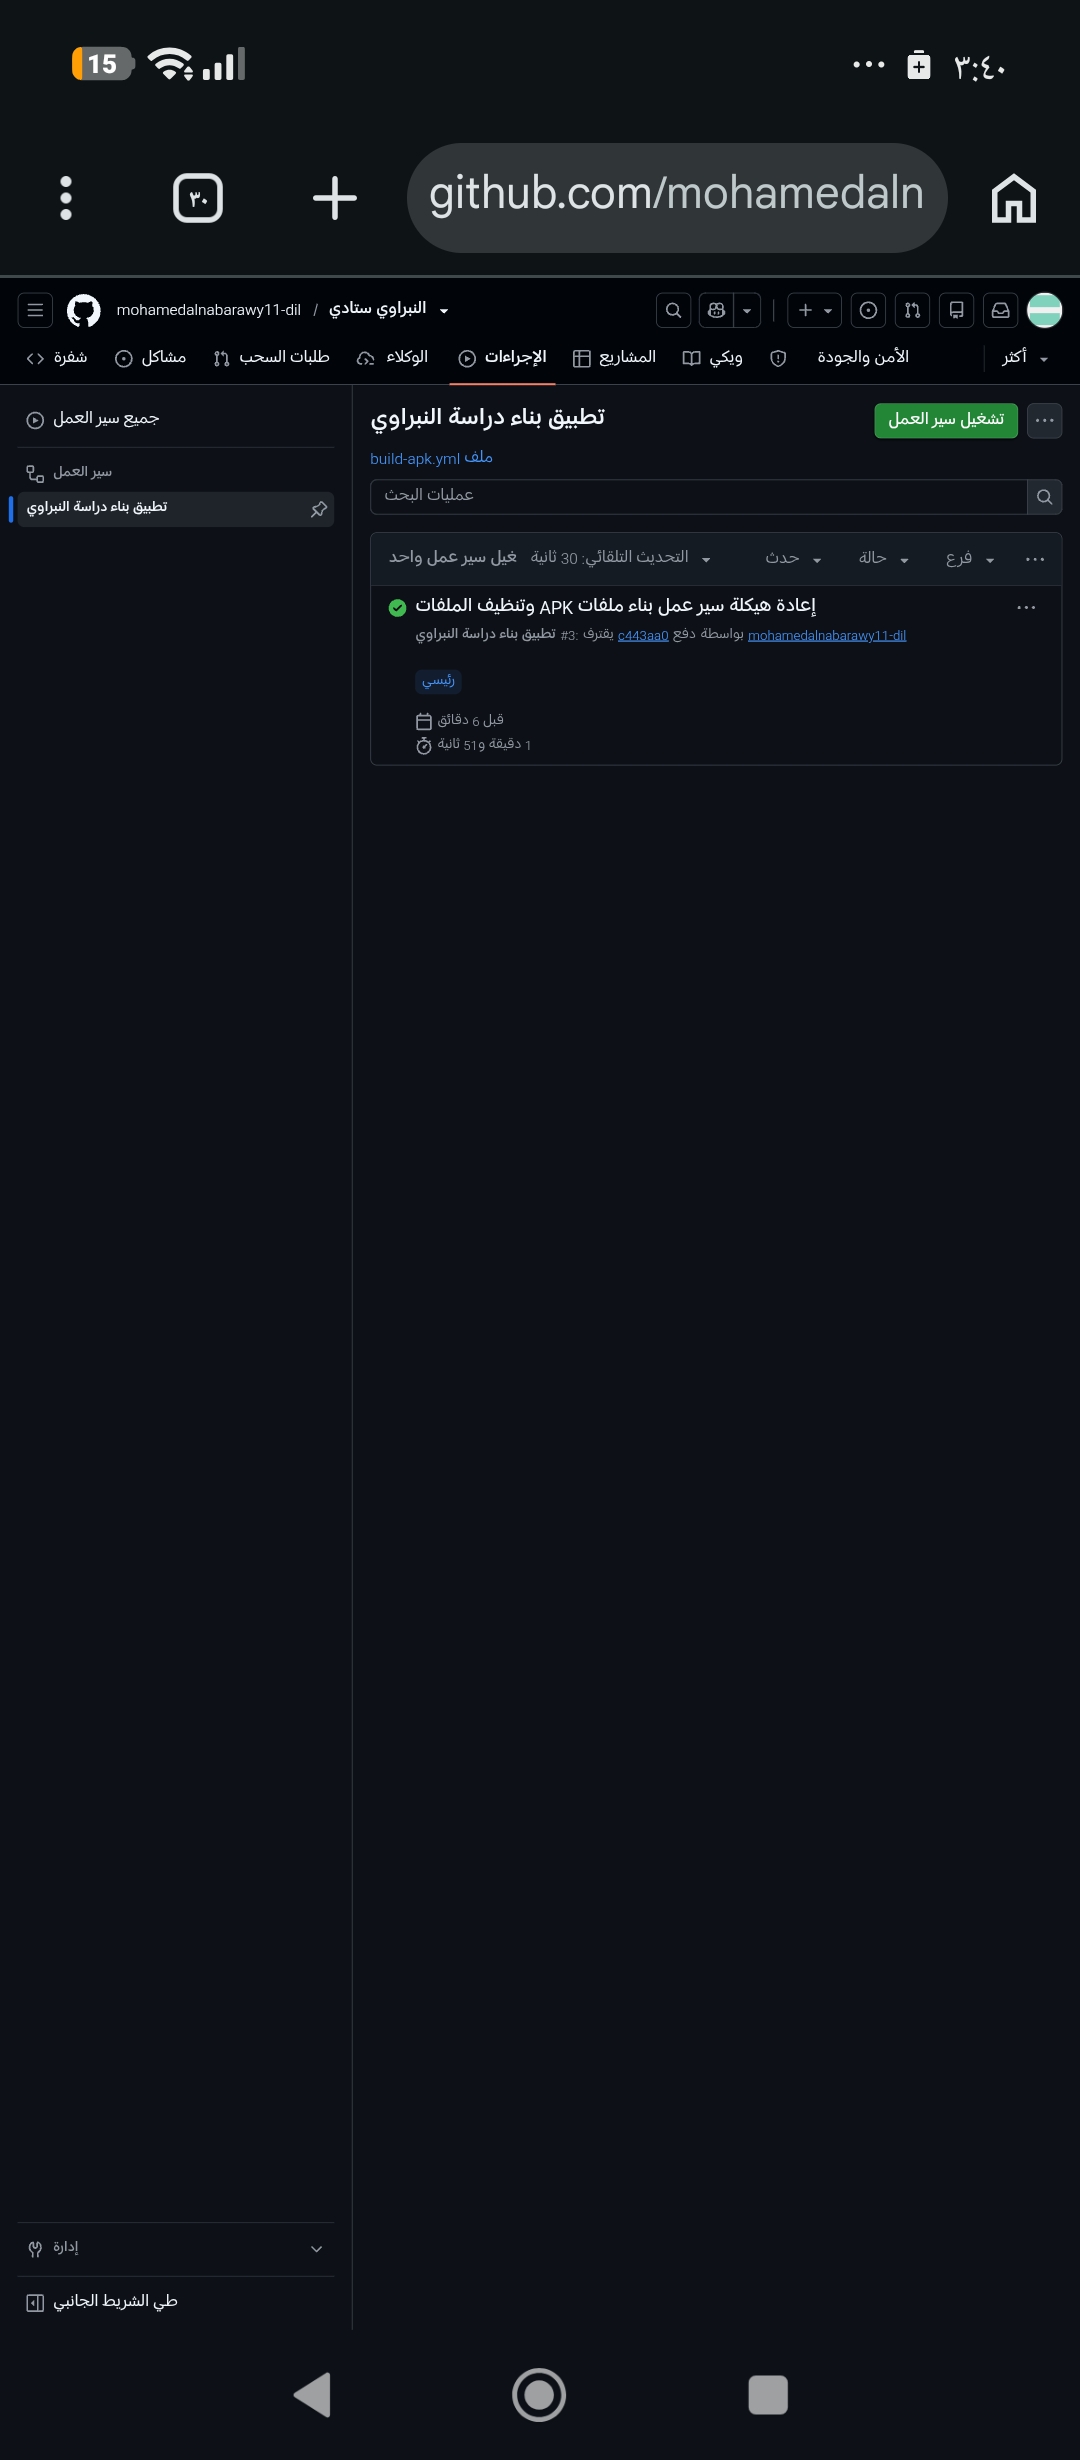 15
٣:٤٠
٣٠
github.com/mohamedaln
mohamedalnabarawy11-dil / النبراوي ستادي
شفرة
مشاكل
طلبات السحب
الوكلاء
الإجراءات
المشاريع
ويكي
الأمن والجودة
أكثر
جميع سير العمل
سير العمل
تطبيق بناء دراسة النبراوي
تطبيق بناء دراسة النبراوي
تشغيل سير العمل
ملف build-apk.yml
عمليات البحث
غيل سير عمل واحد
التحديث التلقائي: 30 ثانية
حدث
حالة
فرع
إعادة هيكلة سير عمل بناء ملفات APK وتنظيف الملفات
تطبيق بناء دراسة النبراوي #3: يقترف c443aa0 بواسطة دفع mohamedalnabarawy11-dil
رئيسي
قبل 6 دقائق
1 دقيقة و51 ثانية
إدارة
طي الشريط الجانبي